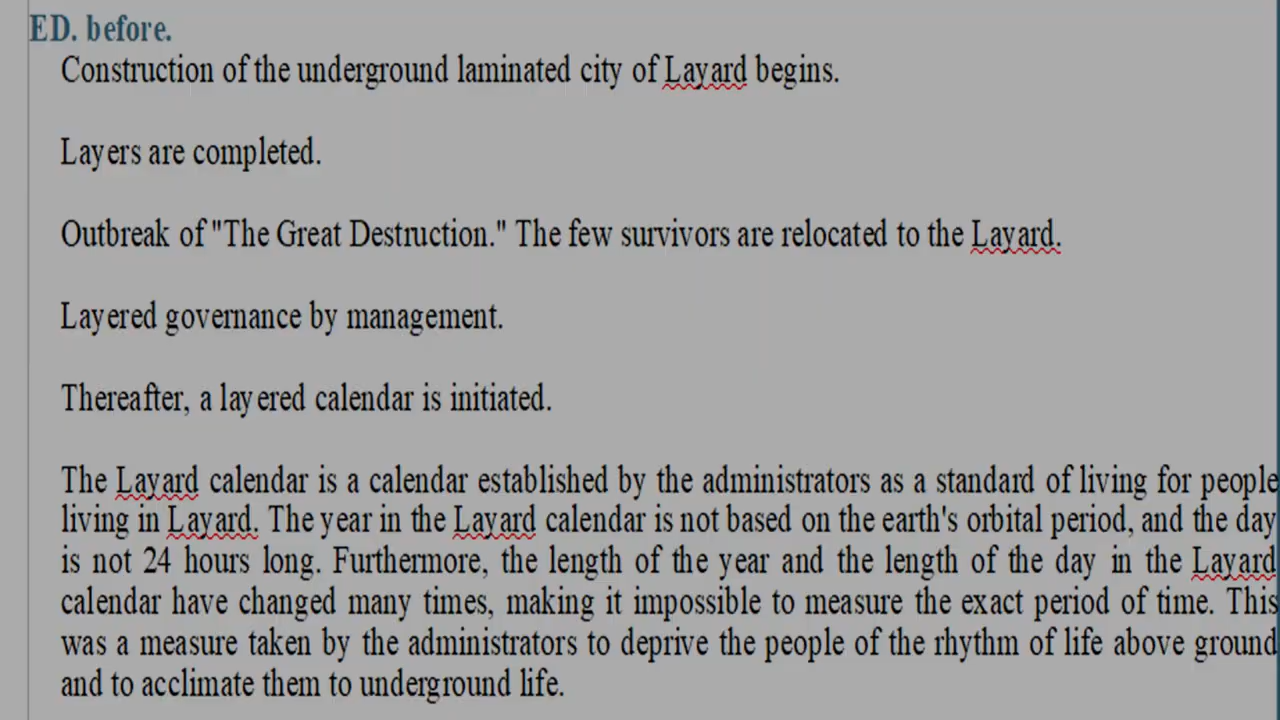 ED. before.
Construction of the underground laminated city of Layard begins.
Layers are completed.
Outbreak of "The Great Destruction." The few survivors are relocated to the Layard.
Layered governance by management.
Thereafter, a layered calendar is initiated.
The Layard calendar is a calendar established by the administrators as a standard of living for people
living in Layard. The year in the Layard calendar is not based on the earth's orbital period, and the day
is not 24 hours long. Furthermore, the length of the year and the length of the day in the Layard
calendar have changed many times, making it impossible to measure the exact period of time. This
was a measure taken by the administrators to deprive the people of the rhythm of life above ground
and to acclimate them to underground life.